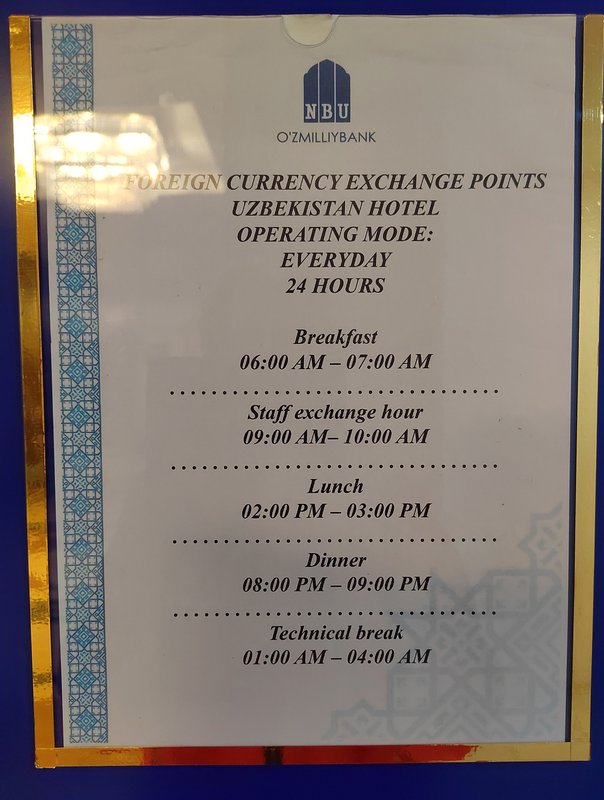 NBU
O'ZMILLIYBANK
FOREIGN CURRENCY EXCHANGE POINTS
UZBEKISTAN HOTEL
OPERATING MODE:
EVERYDAY
24 HOURS
Breakfast
06:00 AM – 07:00 AM
Staff exchange hour
09:00 AM– 10:00 AM
Lunch
02:00 PM – 03:00 PM
Dinner
08:00 PM – 09:00 PM
Technical break
01:00 AM – 04:00 AM